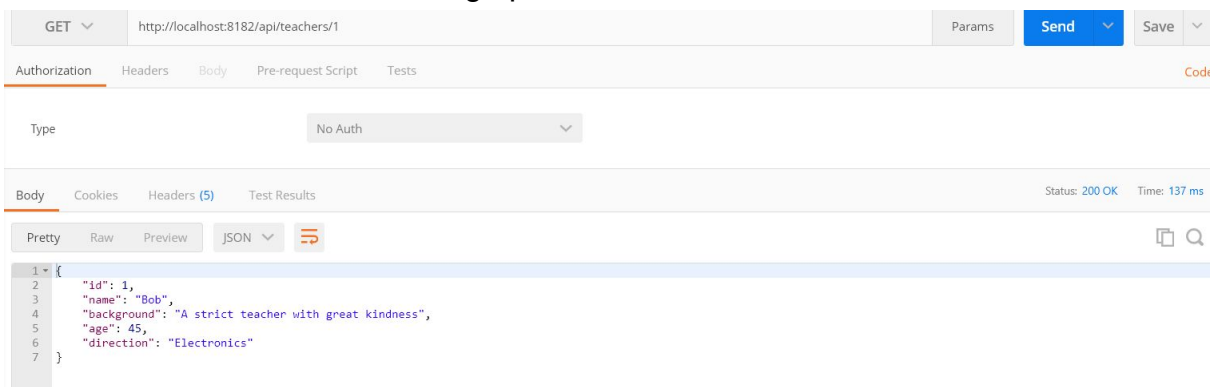 GET http://localhost:8182/api/teachers/1 Params Send Save
Authorization Headers Body Pre-request Script Tests Code
Type No Auth
Body Cookies Headers (5) Test Results Status: 200 OK Time: 137 ms
Pretty Raw Preview JSON
1 {
2 "id": 1,
3 "name": "Bob",
4 "background": "A strict teacher with great kindness",
5 "age": 45,
6 "direction": "Electronics"
7 }